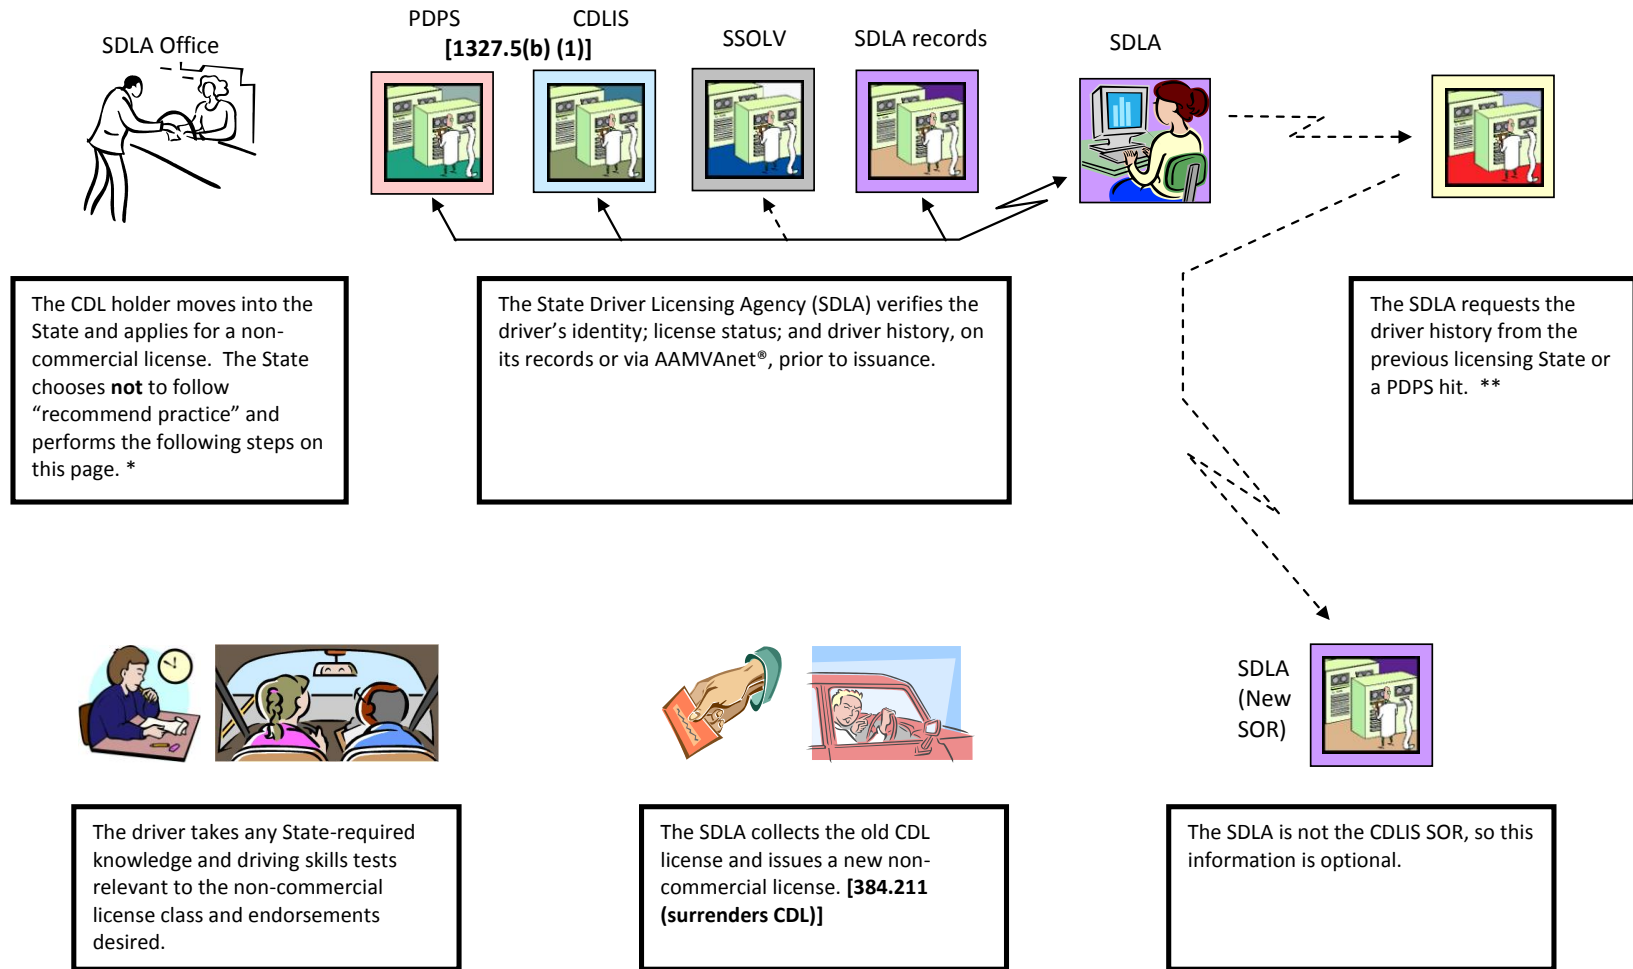 PDPS CDLIS
[1327.5(b) (1)]
SDLA Office
SSOLV
SDLA records
SDLA
The CDL holder moves into the
State and applies for a non-
commercial license.  The State
chooses not to follow
“recommend practice” and
performs the following steps on
this page. *
The State Driver Licensing Agency (SDLA) verifies the
driver’s identity; license status; and driver history, on
its records or via AAMVAnet®, prior to issuance.
The SDLA requests the
driver history from the
previous licensing State or
a PDPS hit.  **
SDLA
(New
SOR)
The driver takes any State-required
knowledge and driving skills tests
relevant to the non-commercial
license class and endorsements
desired.
The SDLA collects the old CDL
license and issues a new non-
commercial license. [384.211
(surrenders CDL)]
The SDLA is not the CDLIS SOR, so this
information is optional.